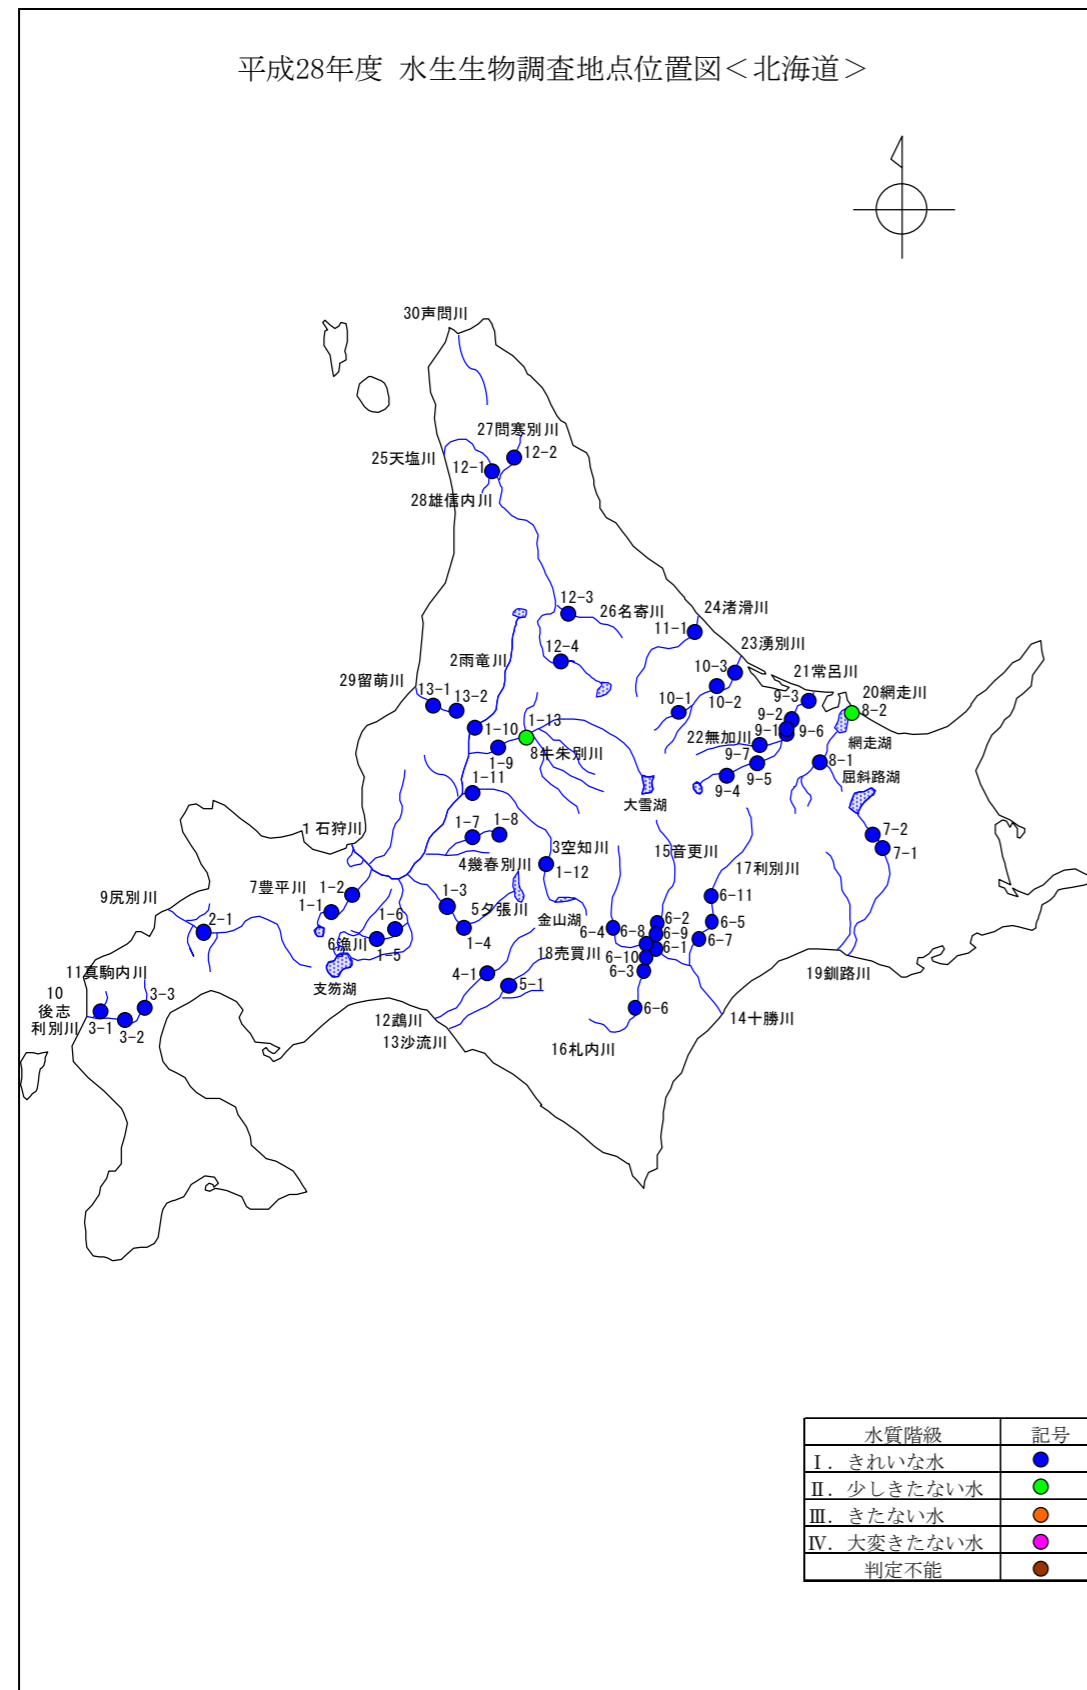 平成28年度 水生生物調査地点位置図＜北海道＞
30声問川
27問寒別川
25天塩川
12-1
12-2
28雄信内川
12-3
26名寄川
24渚滑川
11-1
23湧別川
2雨竜川
12-4
10-3
21常呂川
29留萌川
20網走川
13-1
13-2
10-1
10-2
9-3
9-2
8-2
1-10
1-13
22無加川
9-1
9-6
網走湖
8牛朱別川
1-9
9-7
8-1
9-5
屈斜路湖
9-4
1-11
大雪湖
1石狩川
1-7
1-8
7-2
3空知川
15音更川
7-1
4幾春別川
1-12
17利別川
9尻別川
7豊平川
1-2
1-3
6-11
1-1
5夕張川
金山湖
2-1
1-6
6-2
6-5
6-4
6-8
6-9
6漁川
1-4
6-7
1-5
18売買川
6-1
6-10
11真駒内川
4-1
6-3
19釧路川
支笏湖
5-1
10
後志
利別川
3-3
3-1
6-6
3-2
12鵡川
14十勝川
13沙流川
16札内川
水質階級 記号
Ⅰ. きれいな水
Ⅱ. 少しきたない水
Ⅲ. きたない水
Ⅳ. 大変きたない水
判定不能